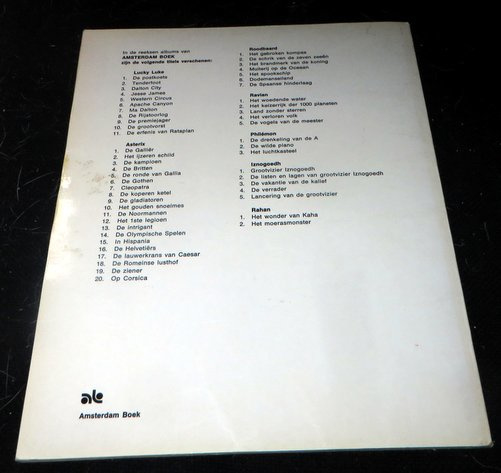 In de reeksen albums van
AMSTERDAM BOEK
zijn de volgende titels verschenen:
Lucky Luke
1. De postkoets
2. Tenderfoot
3. Dalton City
4. Jesse James
5. Western Circus
6. Apache Canyon
7. Ma Dalton
8. De Rijstoorlog
9. De premiejager
10. De grootvorst
11. De erfenis van Rataplan
Asterix
1. De Galliër
2. Het ijzeren schild
3. De kampioen
4. De Britten
5. De ronde van Gallia
6. De Gothen
7. Cleopatra
8. De koperen ketel
9. De gladiatoren
10. Het gouden snoeimes
11. De Noormannen
12. Het 1ste legioen
13. De intrigant
14. De Olympische Spelen
15. In Hispania
16. De Helvetiërs
17. De lauwerkrans van Caesar
18. De Romeinse lusthof
19. De ziener
20. Op Corsica
Roodbaard
1. Het gebroken kompas
2. De schrik van de zeven zeeën
3. Het brandmerk van de koning
4. Muiterij op de Oceaan
5. Het spookschip
6. Dodemanseiland
7. De Spaanse hinderlaag
Ravian
1. Het woedende water
2. Het keizerrijk der 1000 planeten
3. Land zonder sterren
4. Het verloren volk
5. De vogels van de meester
Philémon
1. De drenkeling van de A
2. De wilde piano
3. Het luchtkasteel
Iznogoedh
1. Grootvizier Iznogoedh
2. De listen en lagen van grootvizier Iznogoedh
3. De vakantie van de kalief
4. De verrader
5. Lancering van de grootvizier
Rahan
1. Het wonder van Kaha
2. Het moerasmonster
ab
Amsterdam Boek